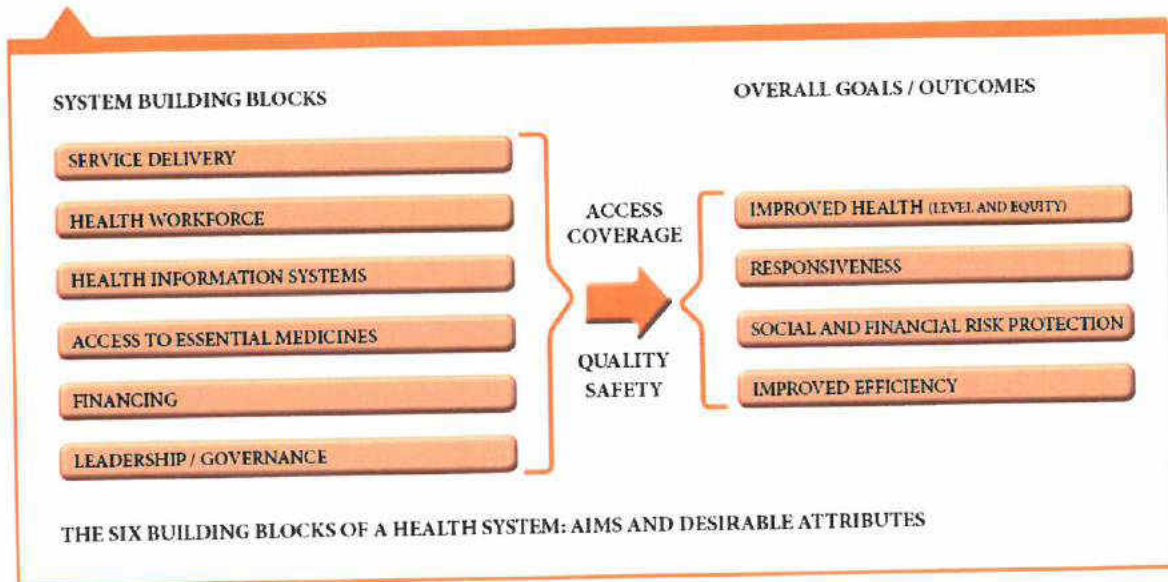 SYSTEM BUILDING BLOCKS
SERVICE DELIVERY
HEALTH WORKFORCE
HEALTH INFORMATION SYSTEMS
ACCESS TO ESSENTIAL MEDICINES
FINANCING
LEADERSHIP / GOVERNANCE
ACCESS
COVERAGE
QUALITY
SAFETY
OVERALL GOALS / OUTCOMES
IMPROVED HEALTH (LEVEL AND EQUITY)
RESPONSIVENESS
SOCIAL AND FINANCIAL RISK PROTECTION
IMPROVED EFFICIENCY
THE SIX BUILDING BLOCKS OF A HEALTH SYSTEM: AIMS AND DESIRABLE ATTRIBUTES